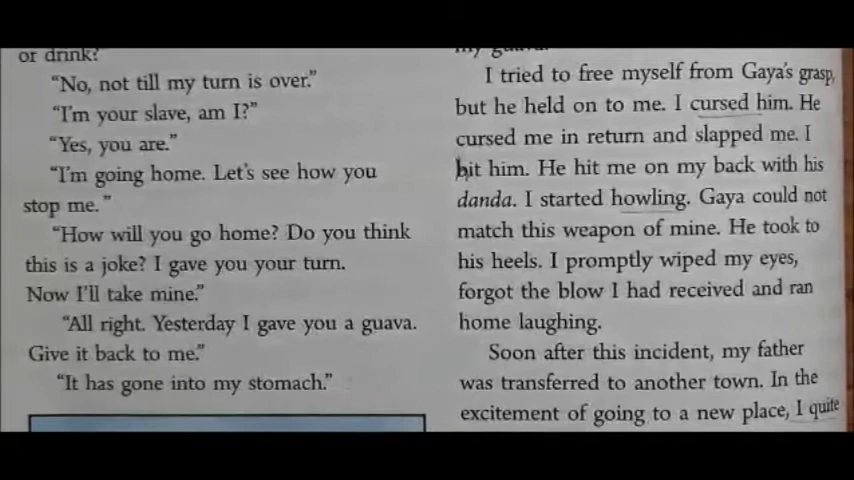 or drink?
"No, not till my turn is over."
"I'm your slave, am I?"
"Yes, you are."
"I'm going home. Let's see how you
stop me."
"How will you go home? Do you think
this is a joke? I gave you your turn.
Now I'll take mine."
"All right. Yesterday I gave you a guava.
Give it back to me."
"It has gone into my stomach."
my guava.
I tried to free myself from Gaya's grasp,
but he held on to me. I cursed him. He
cursed me in return and slapped me. I
bit him. He hit me on my back with his
danda. I started howling. Gaya could not
match this weapon of mine. He took to
his heels. I promptly wiped my eyes,
forgot the blow I had received and ran
home laughing.
Soon after this incident, my father
was transferred to another town. In the
excitement of going to a new place, I quite